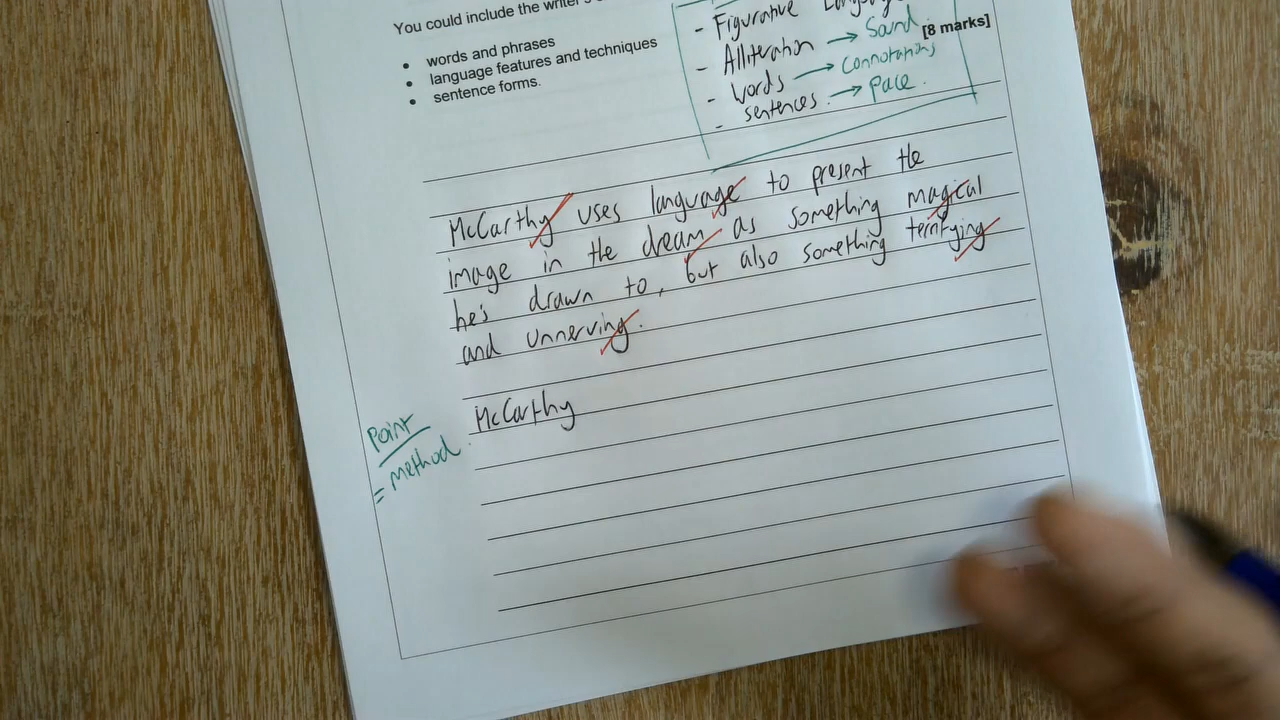 You could include the writer's
• words and phrases
• language features and techniques
• sentence forms.
- Figurative
- Alliteration → Sound
- Words → connotations
- sentences. → Pace.
[8 marks]
McCarthy uses language to present the
image in the dream as something magical
he's drawn to, but also something terrifying
and unnerving.
McCarthy
Point
= method.